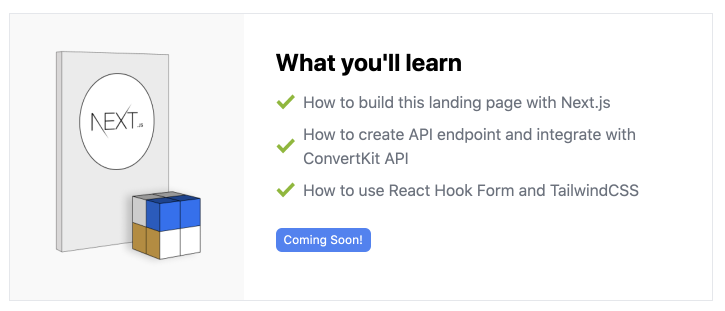 NEXT.JS
What you'll learn
How to build this landing page with Next.js
How to create API endpoint and integrate with
ConvertKit API
How to use React Hook Form and TailwindCSS
Coming Soon!